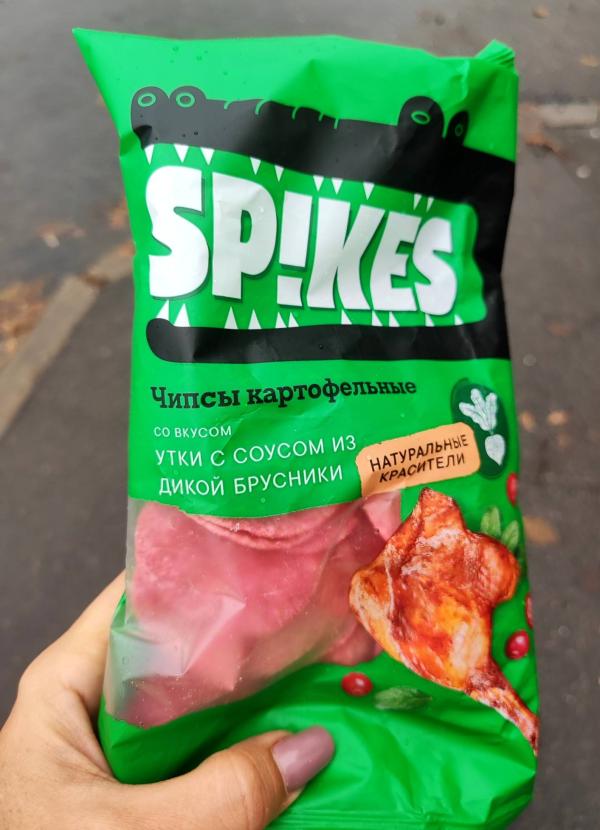 SP!KES
Чипсы картофельные
СО ВКУСОМ
УТКИ С СОУСОМ ИЗ
ДИКОЙ БРУСНИКИ
НАТУРАЛЬНЫЕ
КРАСИТЕЛИ